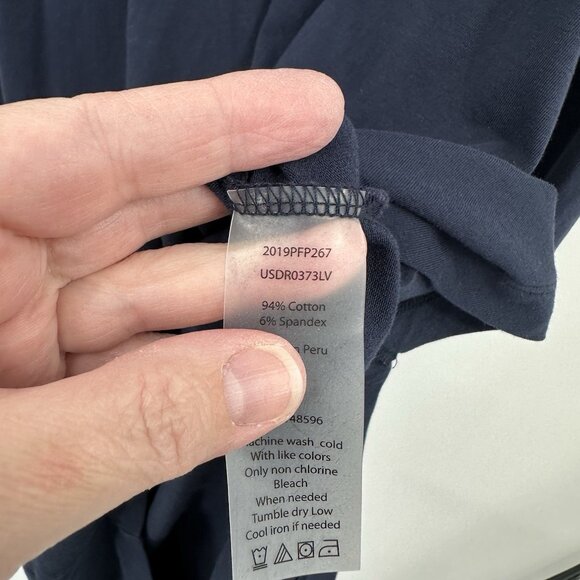 2019PFP267
USDR0373LV
94% Cotton
6% Spandex
Peru
48596
wash cold
With like colors
Only non chlorine
Bleach
When needed
Tumble dry Low
Cool iron if needed